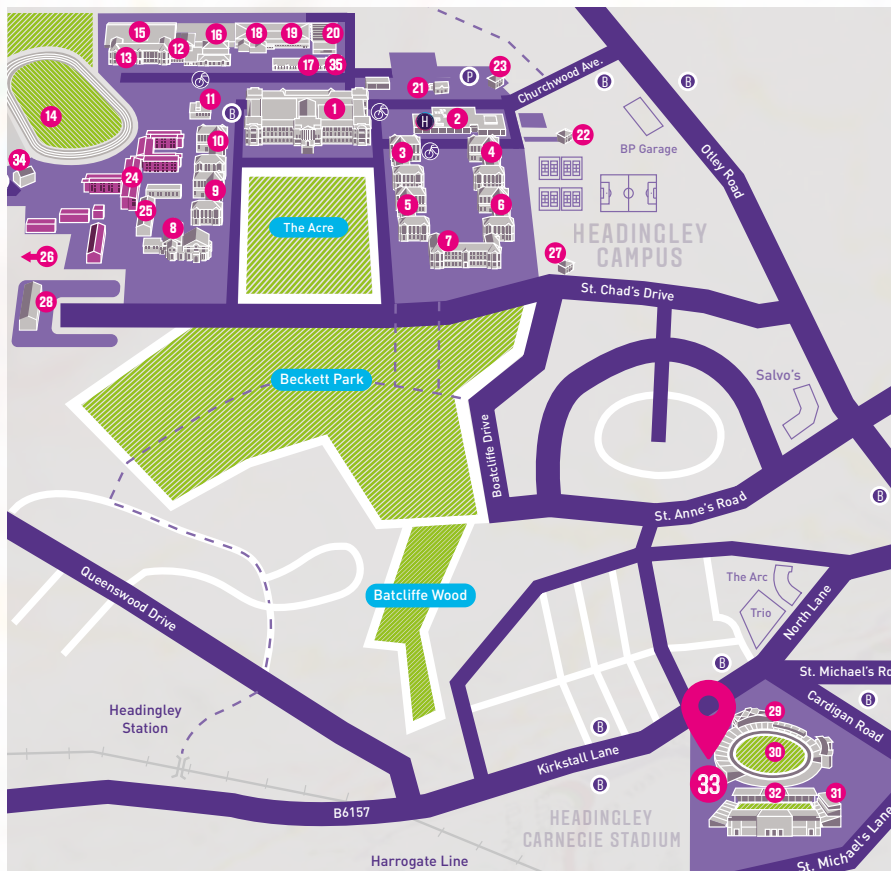 15
16
18
19
20
13
12
17
35
23
P
21
Churchwood Ave.
B
B
14
11
B
1
H
2
BP Garage
22
10
3
4
Otley Road
34
24
9
5
6
25
The Acre
8
7
HEADINGLEY
CAMPUS
26
27
28
St. Chad's Drive
Beckett Park
Salvo's
Boatcliffe Drive
B
St. Anne's Road
Queenswood Drive
Batcliffe Wood
The Arc
Trio
North Lane
B
St. Michael's Ro
Cardigan Road
B
Headingley
Station
29
B
30
Kirkstall Lane
33
B
32
31
B6157
HEADINGLEY
CARNEGIE STADIUM
St. Michael's Lane
Harrogate Line